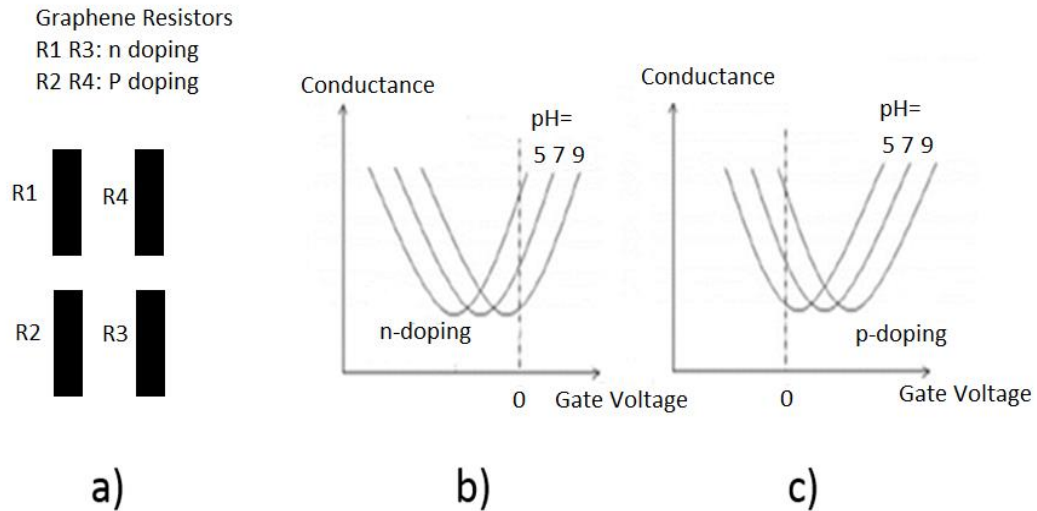 Graphene Resistors
R1 R3: n doping
R2 R4: P doping
R1
R4
R2
R3
a)
Conductance
pH=
5 7 9
n-doping
0
Gate Voltage
b)
Conductance
pH=
5 7 9
p-doping
0
Gate Voltage
c)